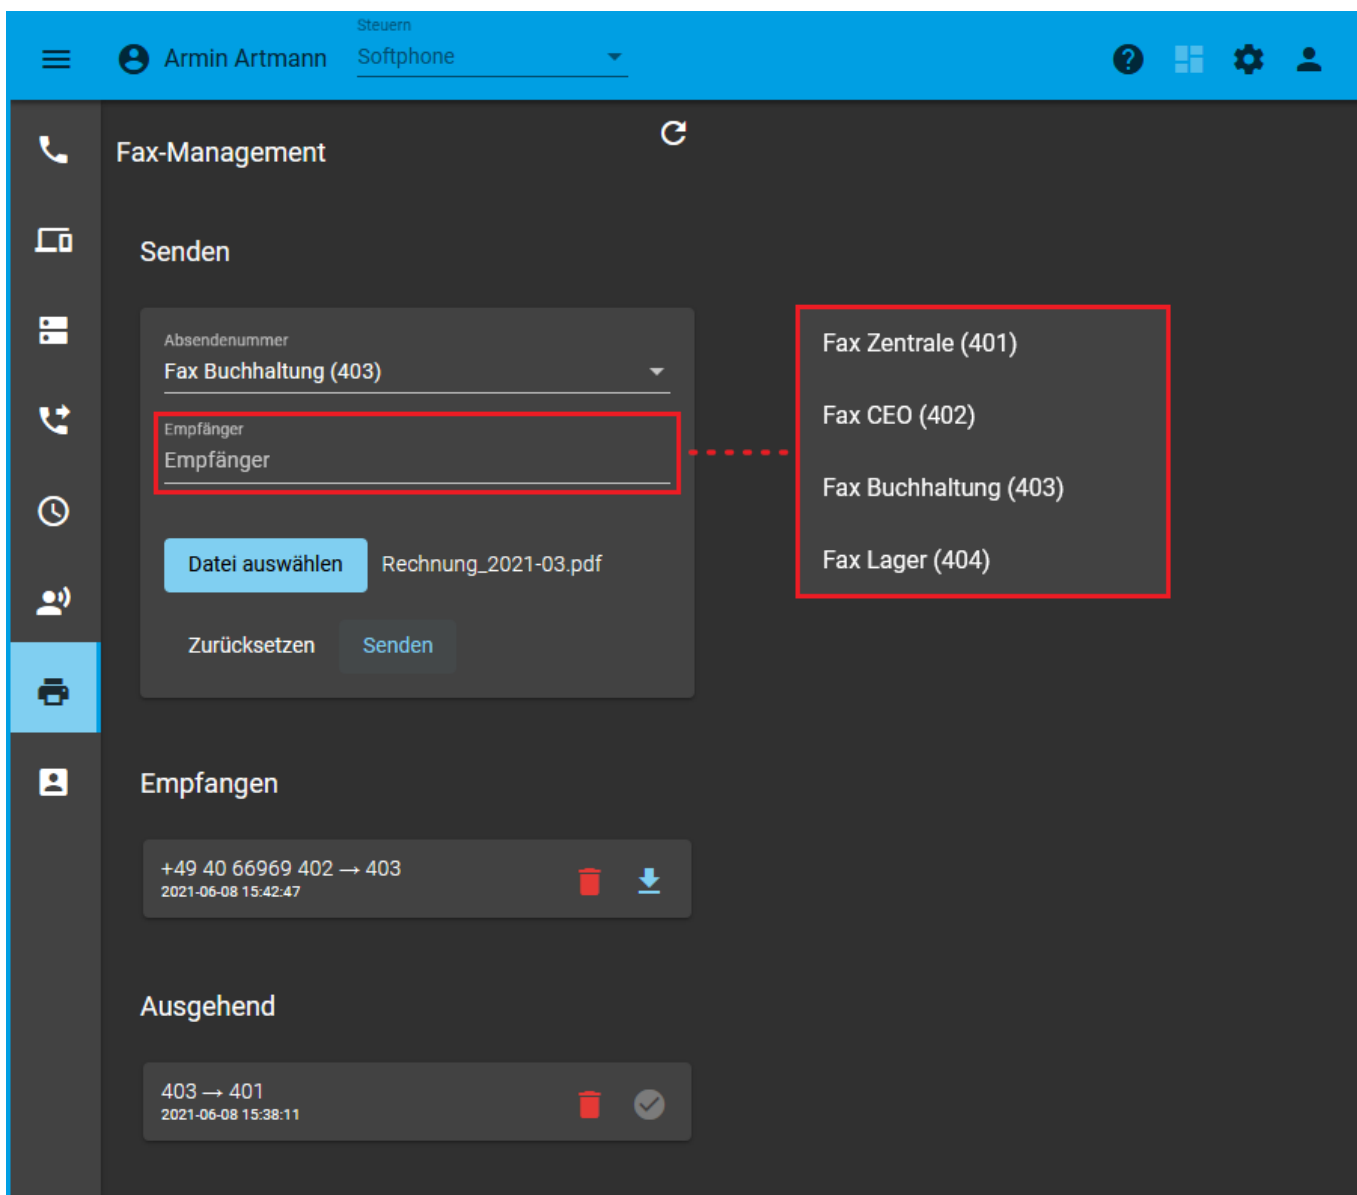 Steuern
Armin Artmann
Softphone
Fax-Management
Senden
Absendenummer
Fax Buchhaltung (403)
Empfänger
Empfänger
Datei auswählen
Rechnung_2021-03.pdf
Zurücksetzen
Senden
Fax Zentrale (401)
Fax CEO (402)
Fax Buchhaltung (403)
Fax Lager (404)
Empfangen
+49 40 66969 402 → 403
2021-06-08 15:42:47
Ausgehend
403 → 401
2021-06-08 15:38:11